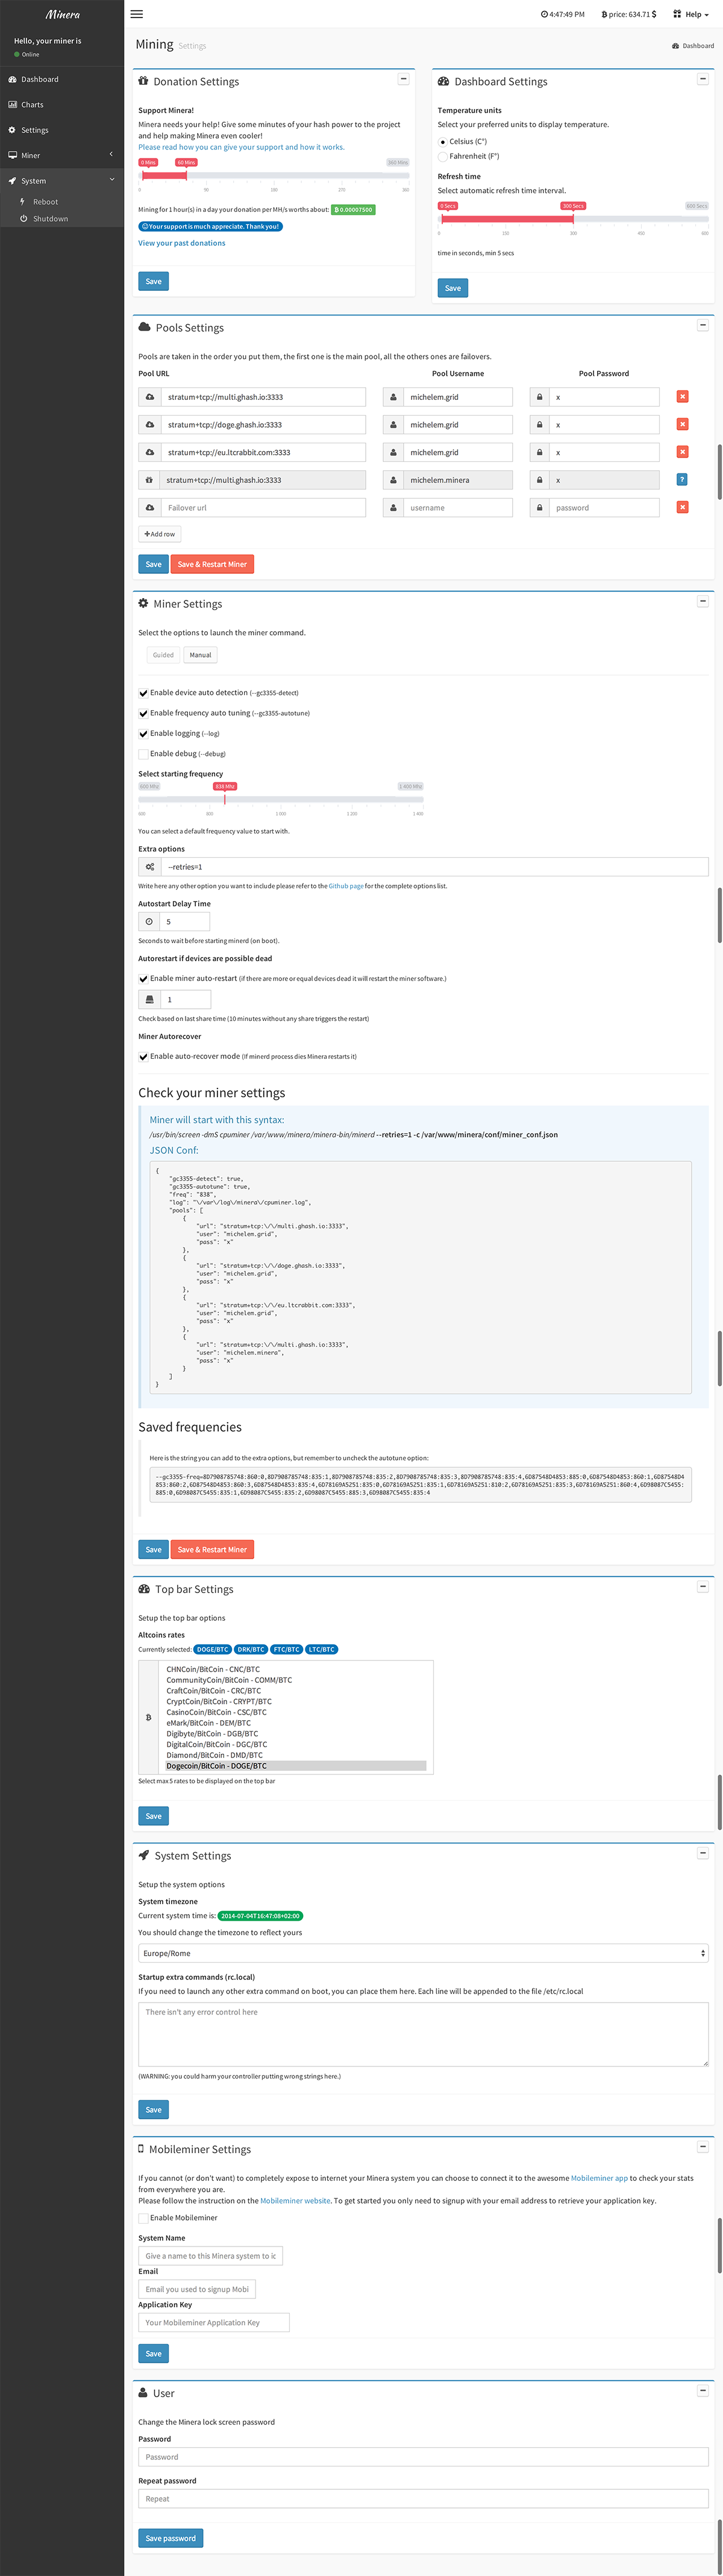 Minera
4:47:49 PM
price: 634.71 $
Help
Hello, your miner is
Online
Dashboard
Charts
Settings
Miner
System
Reboot
Shutdown
Mining Settings
Dashboard
Donation Settings
Support Minera!
Minera needs your help! Give some minutes of your hash power to the project
and help making Minera even cooler!
Please read how you can give your support and how it works.
0 Mins 60 Mins 360 Mins
0 90 180 270 360
Mining for 1 hour(s) in a day your donation per MH/s worths about: 0.00007500
Your support is much appreciate. Thank you!
View your past donations
Save
Dashboard Settings
Temperature units
Select your preferred units to display temperature.
Celsius (C°)
Fahrenheit (F°)
Refresh time
Select automatic refresh time interval.
0 Secs 300 Secs 600 Secs
0 150 300 450 600
time in seconds, min 5 secs
Save
Pools Settings
Pools are taken in the order you put them, the first one is the main pool, all the others ones are failovers.
Pool URL Pool Username Pool Password
stratum+tcp://multi.ghash.io:3333 michelem.grid x
stratum+tcp://doge.ghash.io:3333 michelem.grid x
stratum+tcp://eu.ltcrabbit.com:3333 michelem.grid x
stratum+tcp://multi.ghash.io:3333 michelem.minera x ?
Failover url username password
+Add row
Save Save & Restart Miner
Miner Settings
Select the options to launch the miner command.
Guided Manual
Enable device auto detection (--gc3355-detect)
Enable frequency auto tuning (--gc3355-autotune)
Enable logging (--log)
Enable debug (--debug)
Select starting frequency
600 Mhz 838 Mhz 1 400 Mhz
600 800 1 000 1 200 1 400
You can select a default frequency value to start with.
Extra options
--retries=1
Write here any other option you want to include please refer to the Github page for the complete options list.
Autostart Delay Time
5
Seconds to wait before starting minerd (on boot).
Autorestart if devices are possible dead
Enable miner auto-restart (if there are more or equal devices dead it will restart the miner software.)
1
Check based on last share time (10 minutes without any share triggers the restart)
Miner Autorecover
Enable auto-recover mode (If minerd process dies Minera restarts it)
Check your miner settings
Miner will start with this syntax:
/usr/bin/screen -dmS cpuminer /var/www/minera/minera-bin/minerd --retries=1 -c /var/www/minera/conf/miner_conf.json
JSON Conf:
{
"gc3355-detect": true,
"gc3355-autotune": true,
"freq": "838",
"log": "\/var\/log\/minera\/cpuminer.log",
"pools": [
{
"url": "stratum+tcp:\/\/multi.ghash.io:3333",
"user": "michelem.grid",
"pass": "x"
},
{
"url": "stratum+tcp:\/\/doge.ghash.io:3333",
"user": "michelem.grid",
"pass": "x"
},
{
"url": "stratum+tcp:\/\/eu.ltcrabbit.com:3333",
"user": "michelem.grid",
"pass": "x"
},
{
"url": "stratum+tcp:\/\/multi.ghash.io:3333",
"user": "michelem.minera",
"pass": "x"
}
]
}
Saved frequencies
Here is the string you can add to the extra options, but remember to uncheck the autotune option:
--gc3355-freq=8D7908785748:860:0,8D7908785748:835:1,8D7908785748:835:2,8D7908785748:835:3,8D7908785748:835:4,6D87548D4853:885:0,6D87548D4853:860:1,6D87548D4
853:860:2,6D87548D4853:860:3,6D87548D4853:835:4,6D78169A5251:835:0,6D78169A5251:835:1,6D78169A5251:810:2,6D78169A5251:835:3,6D78169A5251:860:4,6D98087C5455:
885:0,6D98087C5455:835:1,6D98087C5455:835:2,6D98087C5455:885:3,6D98087C5455:835:4
Save Save & Restart Miner
Top bar Settings
Setup the top bar options
Altcoins rates
Currently selected: DOGE/BTC DRK/BTC FTC/BTC LTC/BTC
CHNCoin/BitCoin - CNC/BTC
CommunityCoin/BitCoin - COMM/BTC
CraftCoin/BitCoin - CRC/BTC
CryptCoin/BitCoin - CRYPT/BTC
CasinoCoin/BitCoin - CSC/BTC
eMark/BitCoin - DEM/BTC
Digibyte/BitCoin - DGB/BTC
DigitalCoin/BitCoin - DGC/BTC
Diamond/BitCoin - DMD/BTC
Dogecoin/BitCoin - DOGE/BTC
Select max 5 rates to be displayed on the top bar
Save
System Settings
Setup the system options
System timezone
Current system time is: 2014-07-04T16:47:08+02:00
You should change the timezone to reflect yours
Europe/Rome
Startup extra commands (rc.local)
If you need to launch any other extra command on boot, you can place them here. Each line will be appended to the file /etc/rc.local
There isn't any error control here
(WARNING: you could harm your controller putting wrong strings here.)
Save
Mobileminer Settings
If you cannot (or don't want) to completely expose to internet your Minera system you can choose to connect it to the awesome Mobileminer app to check your stats
from everywhere you are.
Please follow the instruction on the Mobileminer website. To get started you only need to signup with your email address to retrieve your application key.
Enable Mobileminer
System Name
Give a name to this Minera system to ic
Email
Email you used to signup Mobi
Application Key
Your Mobileminer Application Key
Save
User
Change the Minera lock screen password
Password
Password
Repeat password
Repeat
Save password